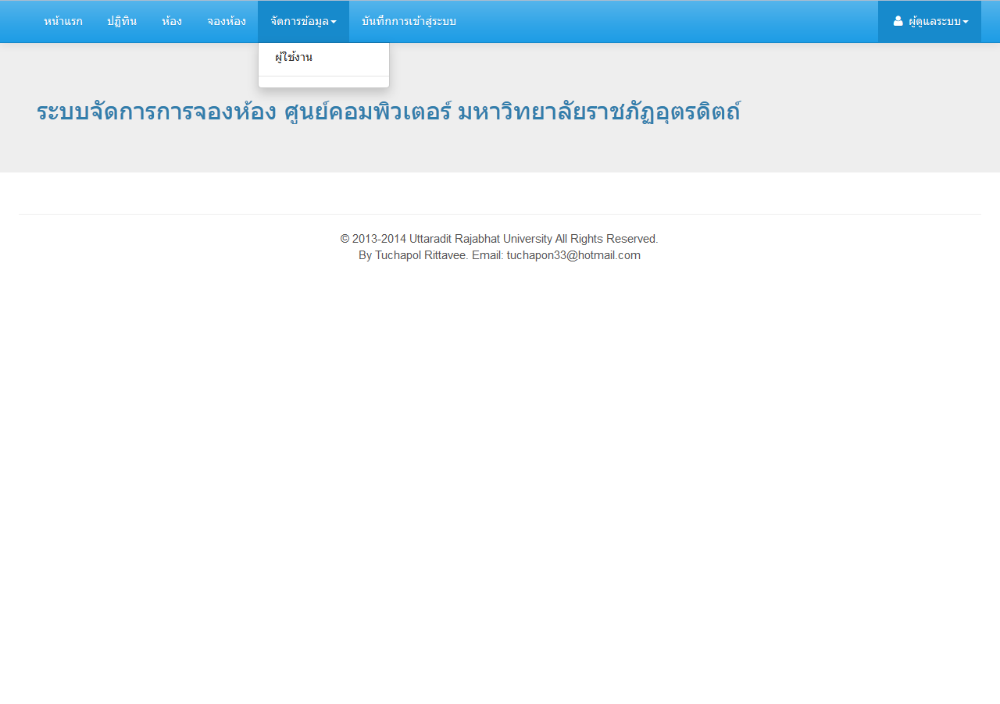 หน้าแรก ปฏิทิน ห้อง จองห้อง จัดการข้อมูล บันทึกการเข้าสู่ระบบ ผู้ดูแลระบบ
ผู้ใช้งาน
ระบบจัดการการจองห้อง ศูนย์คอมพิวเตอร์ มหาวิทยาลัยราชภัฏอุตรดิตถ์
© 2013-2014 Uttaradit Rajabhat University All Rights Reserved.
By Tuchapol Rittavee. Email: tuchapon33@hotmail.com